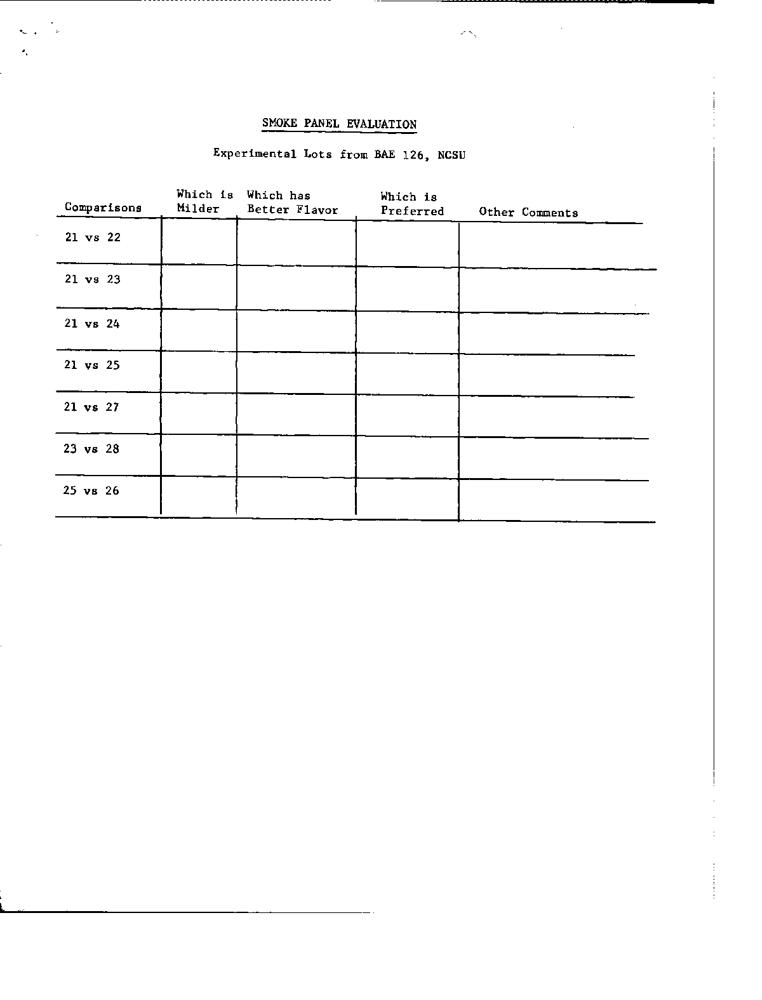 SMOKE PANEL EVALUATION
Experimental Lots from BAE 126, NCSU
Comparisons Which is Milder Which has Better Flavor Which is Preferred Other Comments
21 vs 22
21 vs 23
21 vs 24
21 vs 25
21 vs 27
23 vs 28
25 vs 26